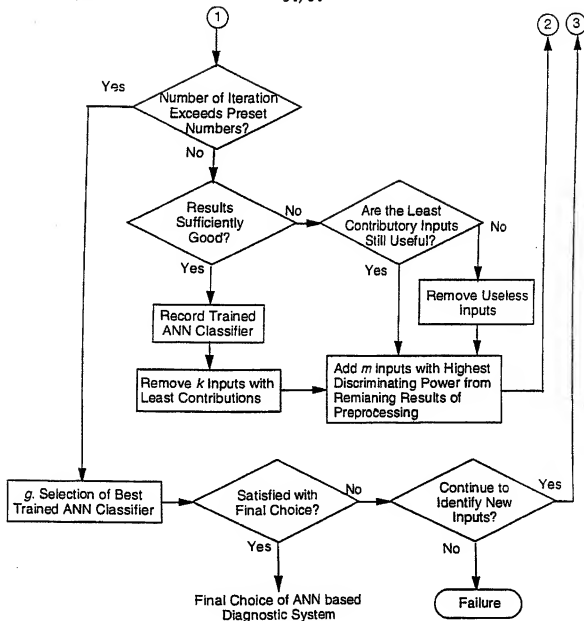 1
2
3
Yes
Number of Iteration
Exceeds Preset
Numbers?
No
Results
Sufficiently
Good?
No
Are the Least
Contributory Inputs
Still Useful?
No
Yes
Yes
Remove Useless
Inputs
Record Trained
ANN Classifier
Remove k Inputs with
Least Contributions
Add m Inputs with Highest
Discriminating Power from
Remianing Results of
Preprocessing
g. Selection of Best
Trained ANN Classifier
Satisfied with
Final Choice?
No
Continue to
Identify New
Inputs?
Yes
Yes
No
Final Choice of ANN based
Diagnostic System
Failure